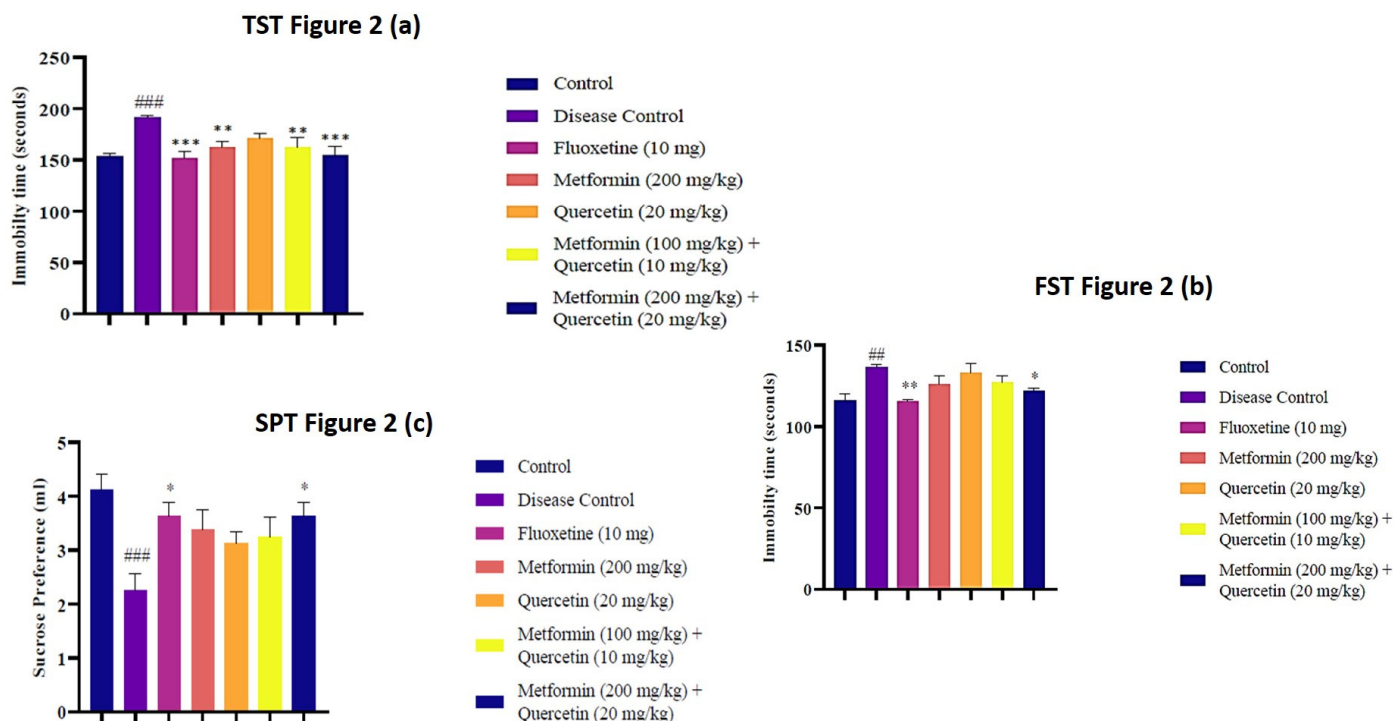 TST Figure 2 (a)
Immobilty time (seconds)
250
200
150
100
50
0
###
***
**
**
***
Control
Disease Control
Fluoxetine (10 mg)
Metformin (200 mg/kg)
Quercetin (20 mg/kg)
Metformin (100 mg/kg) +
Quercetin (10 mg/kg)
Metformin (200 mg/kg) +
Quercetin (20 mg/kg)
FST Figure 2 (b)
Immobilty time (seconds)
150
100
50
0
##
**
*
Control
Disease Control
Fluoxetine (10 mg)
Metformin (200 mg/kg)
Quercetin (20 mg/kg)
Metformin (100 mg/kg) +
Quercetin (10 mg/kg)
Metformin (200 mg/kg) +
Quercetin (20 mg/kg)
SPT Figure 2 (c)
Sucrose Preference (ml)
5
4
3
2
1
0
###
*
*
Control
Disease Control
Fluoxetine (10 mg)
Metformin (200 mg/kg)
Quercetin (20 mg/kg)
Metformin (100 mg/kg) +
Quercetin (10 mg/kg)
Metformin (200 mg/kg) +
Quercetin (20 mg/kg)